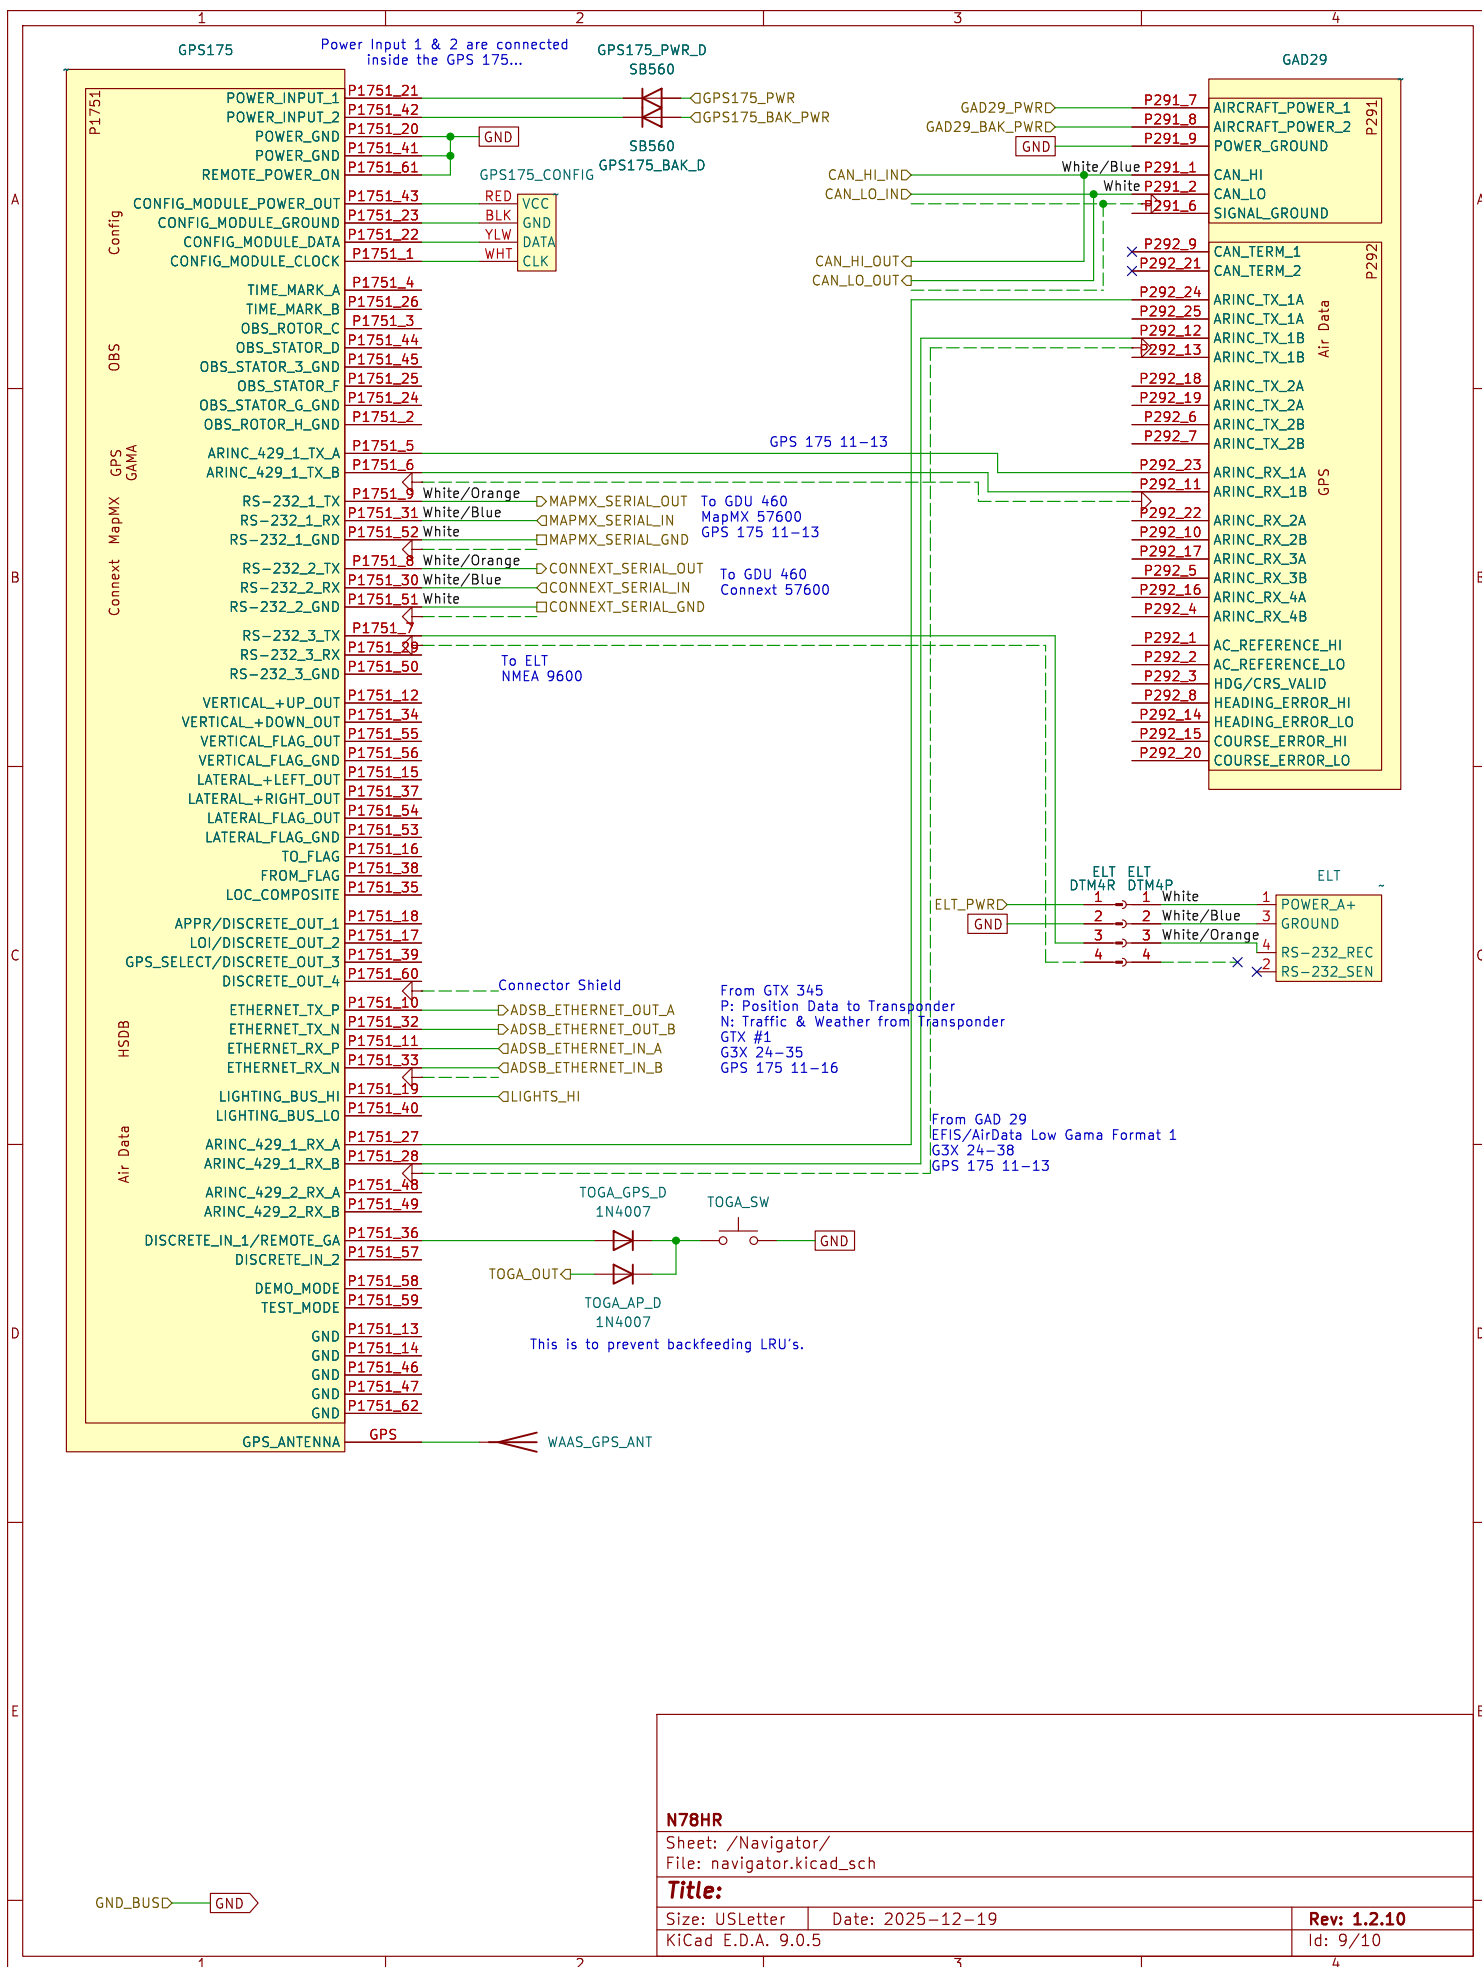 1
2
3
4
A
B
C
D
E
GPS175
Power Input 1 & 2 are connected
inside the GPS 175...
P1751
POWER_INPUT_1 P1751_21
POWER_INPUT_2 P1751_42
POWER_GND P1751_20
POWER_GND P1751_41
REMOTE_POWER_ON P1751_61
Config
CONFIG_MODULE_POWER_OUT P1751_43
CONFIG_MODULE_GROUND P1751_23
CONFIG_MODULE_DATA P1751_22
CONFIG_MODULE_CLOCK P1751_1
TIME_MARK_A P1751_4
TIME_MARK_B P1751_26
OBS
OBS_ROTOR_C P1751_3
OBS_STATOR_D P1751_44
OBS_STATOR_3_GND P1751_45
OBS_STATOR_F P1751_25
OBS_STATOR_G_GND P1751_24
OBS_ROTOR_H_GND P1751_2
GPS
GAMA
ARINC_429_1_TX_A P1751_5
ARINC_429_1_TX_B P1751_6
MapMX
RS-232_1_TX P1751_9 White/Orange MAPMX_SERIAL_OUT
RS-232_1_RX P1751_31 White/Blue MAPMX_SERIAL_IN
RS-232_1_GND P1751_52 White MAPMX_SERIAL_GND
To GDU 460
MapMX 57600
GPS 175 11-13
Connext
RS-232_2_TX P1751_8 White/Orange CONNEXT_SERIAL_OUT
RS-232_2_RX P1751_30 White/Blue CONNEXT_SERIAL_IN
RS-232_2_GND P1751_51 White CONNEXT_SERIAL_GND
To GDU 460
Connext 57600
RS-232_3_TX P1751_7
RS-232_3_RX P1751_29
RS-232_3_GND P1751_50
To ELT
NMEA 9600
VERTICAL_+UP_OUT P1751_12
VERTICAL_+DOWN_OUT P1751_34
VERTICAL_FLAG_OUT P1751_55
VERTICAL_FLAG_GND P1751_56
LATERAL_+LEFT_OUT P1751_15
LATERAL_+RIGHT_OUT P1751_37
LATERAL_FLAG_OUT P1751_54
LATERAL_FLAG_GND P1751_53
TO_FLAG P1751_16
FROM_FLAG P1751_38
LOC_COMPOSITE P1751_35
APPR/DISCRETE_OUT_1 P1751_18
LOI/DISCRETE_OUT_2 P1751_17
GPS_SELECT/DISCRETE_OUT_3 P1751_39
DISCRETE_OUT_4 P1751_60
Connector Shield
HSDB
ETHERNET_TX_P P1751_10 ADSB_ETHERNET_OUT_A
ETHERNET_TX_N P1751_32 ADSB_ETHERNET_OUT_B
ETHERNET_RX_P P1751_11 ADSB_ETHERNET_IN_A
ETHERNET_RX_N P1751_33 ADSB_ETHERNET_IN_B
From GTX 345
P: Position Data to Transponder
N: Traffic & Weather from Transponder
GTX #1
G3X 24-35
GPS 175 11-16
LIGHTING_BUS_HI P1751_19 LIGHTS_HI
LIGHTING_BUS_LO P1751_40
Air Data
ARINC_429_1_RX_A P1751_27
ARINC_429_1_RX_B P1751_28
From GAD 29
EFIS/AirData Low Gama Format 1
G3X 24-38
GPS 175 11-13
ARINC_429_2_RX_A P1751_48
ARINC_429_2_RX_B P1751_49
DISCRETE_IN_1/REMOTE_GA P1751_36
DISCRETE_IN_2 P1751_57
DEMO_MODE P1751_58
TEST_MODE P1751_59
GND P1751_13
GND P1751_14
GND P1751_46
GND P1751_47
GND P1751_62
GPS_ANTENNA GPS WAAS_GPS_ANT
GPS175_PWR_D
SB560
GPS175_PWR
GPS175_BAK_PWR
SB560
GPS175_BAK_D
GND
GPS175_CONFIG
RED VCC
BLK GND
YLW DATA
WHT CLK
TOGA_GPS_D
1N4007
TOGA_SW
GND
TOGA_OUT
TOGA_AP_D
1N4007
This is to prevent backfeeding LRU's.
GPS 175 11-13
GAD29
P291
GAD29_PWR P291_7 AIRCRAFT_POWER_1
GAD29_BAK_PWR P291_8 AIRCRAFT_POWER_2
GND P291_9 POWER_GROUND
CAN_HI_IN White/Blue P291_1 CAN_HI
CAN_LO_IN White P291_2 CAN_LO
P291_6 SIGNAL_GROUND
CAN_HI_OUT
CAN_LO_OUT
P292
P292_9 CAN_TERM_1
P292_21 CAN_TERM_2
Air Data
P292_24 ARINC_TX_1A
P292_25 ARINC_TX_1A
P292_12 ARINC_TX_1B
P292_13 ARINC_TX_1B
P292_18 ARINC_TX_2A
P292_19 ARINC_TX_2A
P292_6 ARINC_TX_2B
P292_7 ARINC_TX_2B
GPS
P292_23 ARINC_RX_1A
P292_11 ARINC_RX_1B
P292_22 ARINC_RX_2A
P292_10 ARINC_RX_2B
P292_17 ARINC_RX_3A
P292_5 ARINC_RX_3B
P292_16 ARINC_RX_4A
P292_4 ARINC_RX_4B
P292_1 AC_REFERENCE_HI
P292_2 AC_REFERENCE_LO
P292_3 HDG/CRS_VALID
P292_8 HEADING_ERROR_HI
P292_14 HEADING_ERROR_LO
P292_15 COURSE_ERROR_HI
P292_20 COURSE_ERROR_LO
ELT ELT
DTM4R DTM4P
ELT
ELT_PWR 1 1 White 1 POWER_A+
GND 2 2 White/Blue 3 GROUND
3 3 White/Orange 4 RS-232_REC
4 4 2 RS-232_SEN
GND_BUS GND
N78HR
Sheet: /Navigator/
File: navigator.kicad_sch
Title:
Size: USLetter Date: 2025-12-19 Rev: 1.2.10
KiCad E.D.A. 9.0.5 Id: 9/10
1
2
3
4